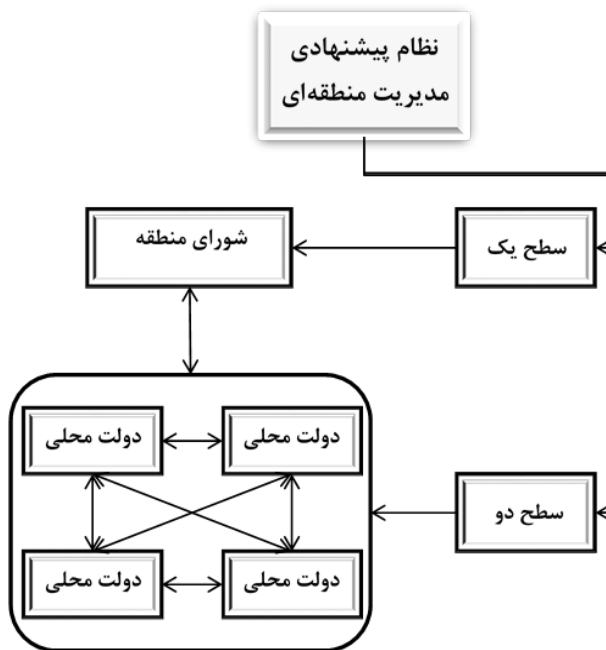 نظام پیشنهادی
مدیریت منطقه‌ای
سطح یک
شورای منطقه
دولت محلی
دولت محلی
سطح دو
دولت محلی
دولت محلی